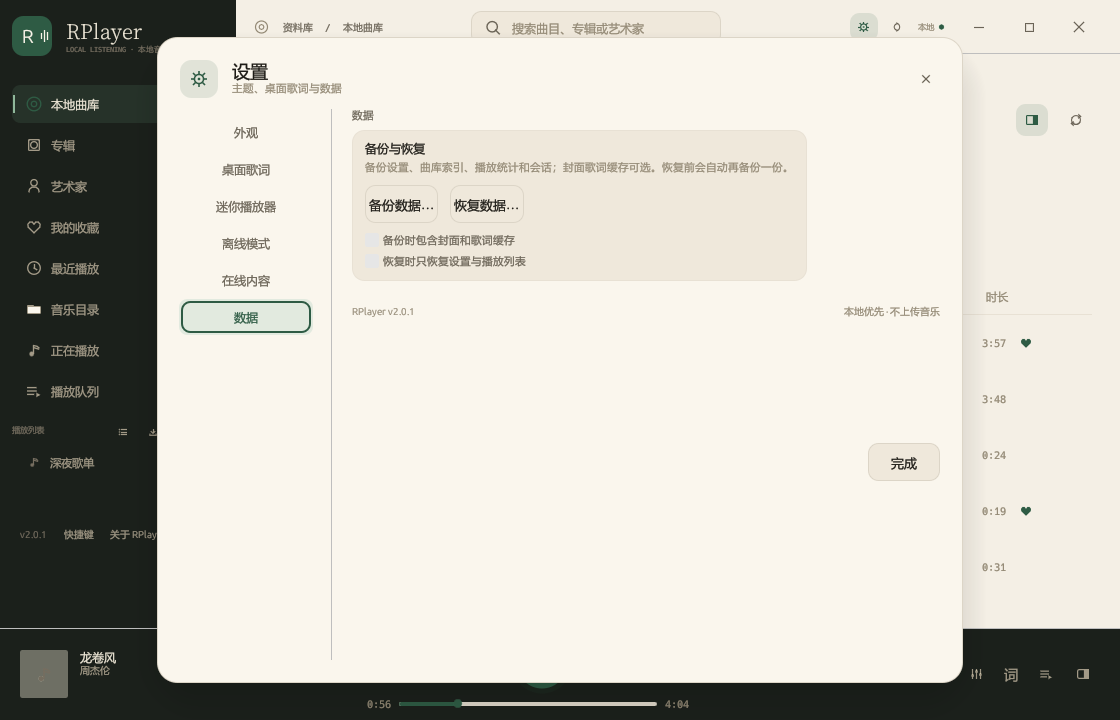 RPlayer
LOCAL LISTENING · 本地
资料库 / 本地曲库
搜索曲目、专辑或艺术家
本地
设置
主题、桌面歌词与数据
本地曲库
专辑
艺术家
我的收藏
最近播放
音乐目录
正在播放
播放队列
播放列表
深夜歌单
v2.0.1 快捷键 关于 RPlay
外观
桌面歌词
迷你播放器
离线模式
在线内容
数据
数据
备份与恢复
备份设置、曲库索引、播放统计和会话；封面歌词缓存可选。恢复前会自动再备份一份。
备份数据… 恢复数据…
备份时包含封面和歌词缓存
恢复时只恢复设置与播放列表
RPlayer v2.0.1 本地优先 · 不上传音乐
完成
时长
3:57
3:48
0:24
0:19
0:31
龙卷风
周杰伦
0:56 4:04
词